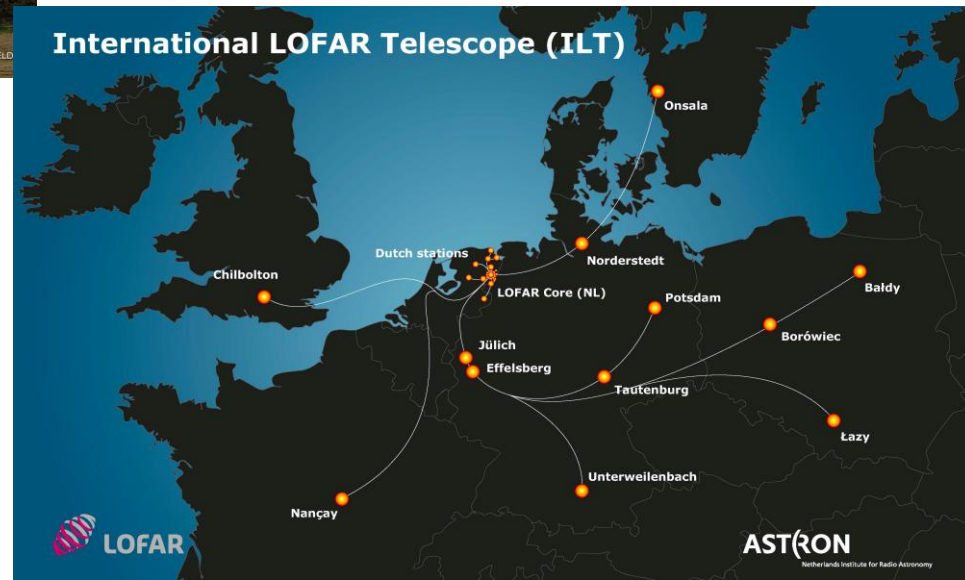 ELD
International LOFAR Telescope (ILT)
Onsala
Dutch stations
Norderstedt
Chilbolton
LOFAR Core (NL)
Potsdam
Bałdy
Borówiec
Jülich
Effelsberg
Tautenburg
Łazy
Unterweilenbach
Nançay
LOFAR
ASTRON
Netherlands Institute for Radio Astronomy